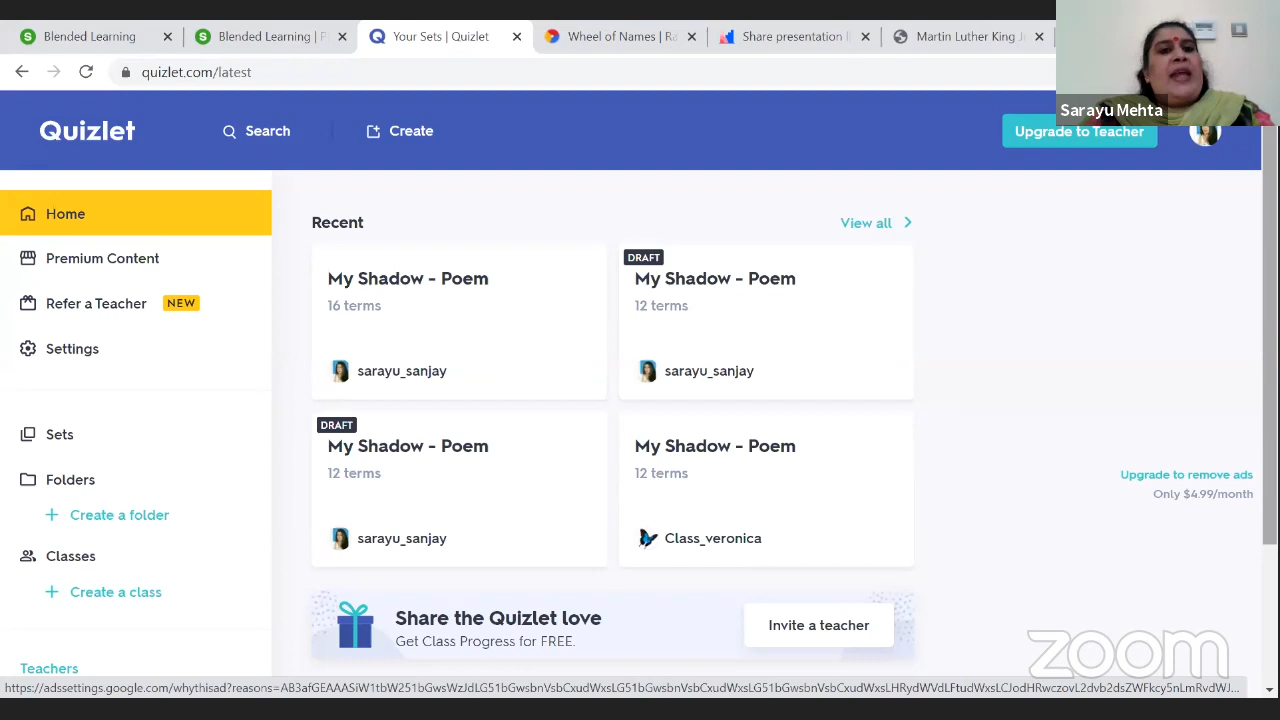 Blended Learning
Blended Learning | P
Your Sets | Quizlet
Wheel of Names | Ra
Share presentation
Martin Luther King J
quizlet.com/latest
Sarayu Mehta
Quizlet
Search
Create
Upgrade to Teacher
Home
Premium Content
Refer a Teacher NEW
Settings
Sets
Folders
+ Create a folder
Classes
+ Create a class
Teachers
Recent
View all
My Shadow - Poem
16 terms
sarayu_sanjay
DRAFT
My Shadow - Poem
12 terms
sarayu_sanjay
DRAFT
My Shadow - Poem
12 terms
sarayu_sanjay
My Shadow - Poem
12 terms
Class_veronica
Upgrade to remove ads
Only $4.99/month
Share the Quizlet love
Get Class Progress for FREE.
Invite a teacher
zoom